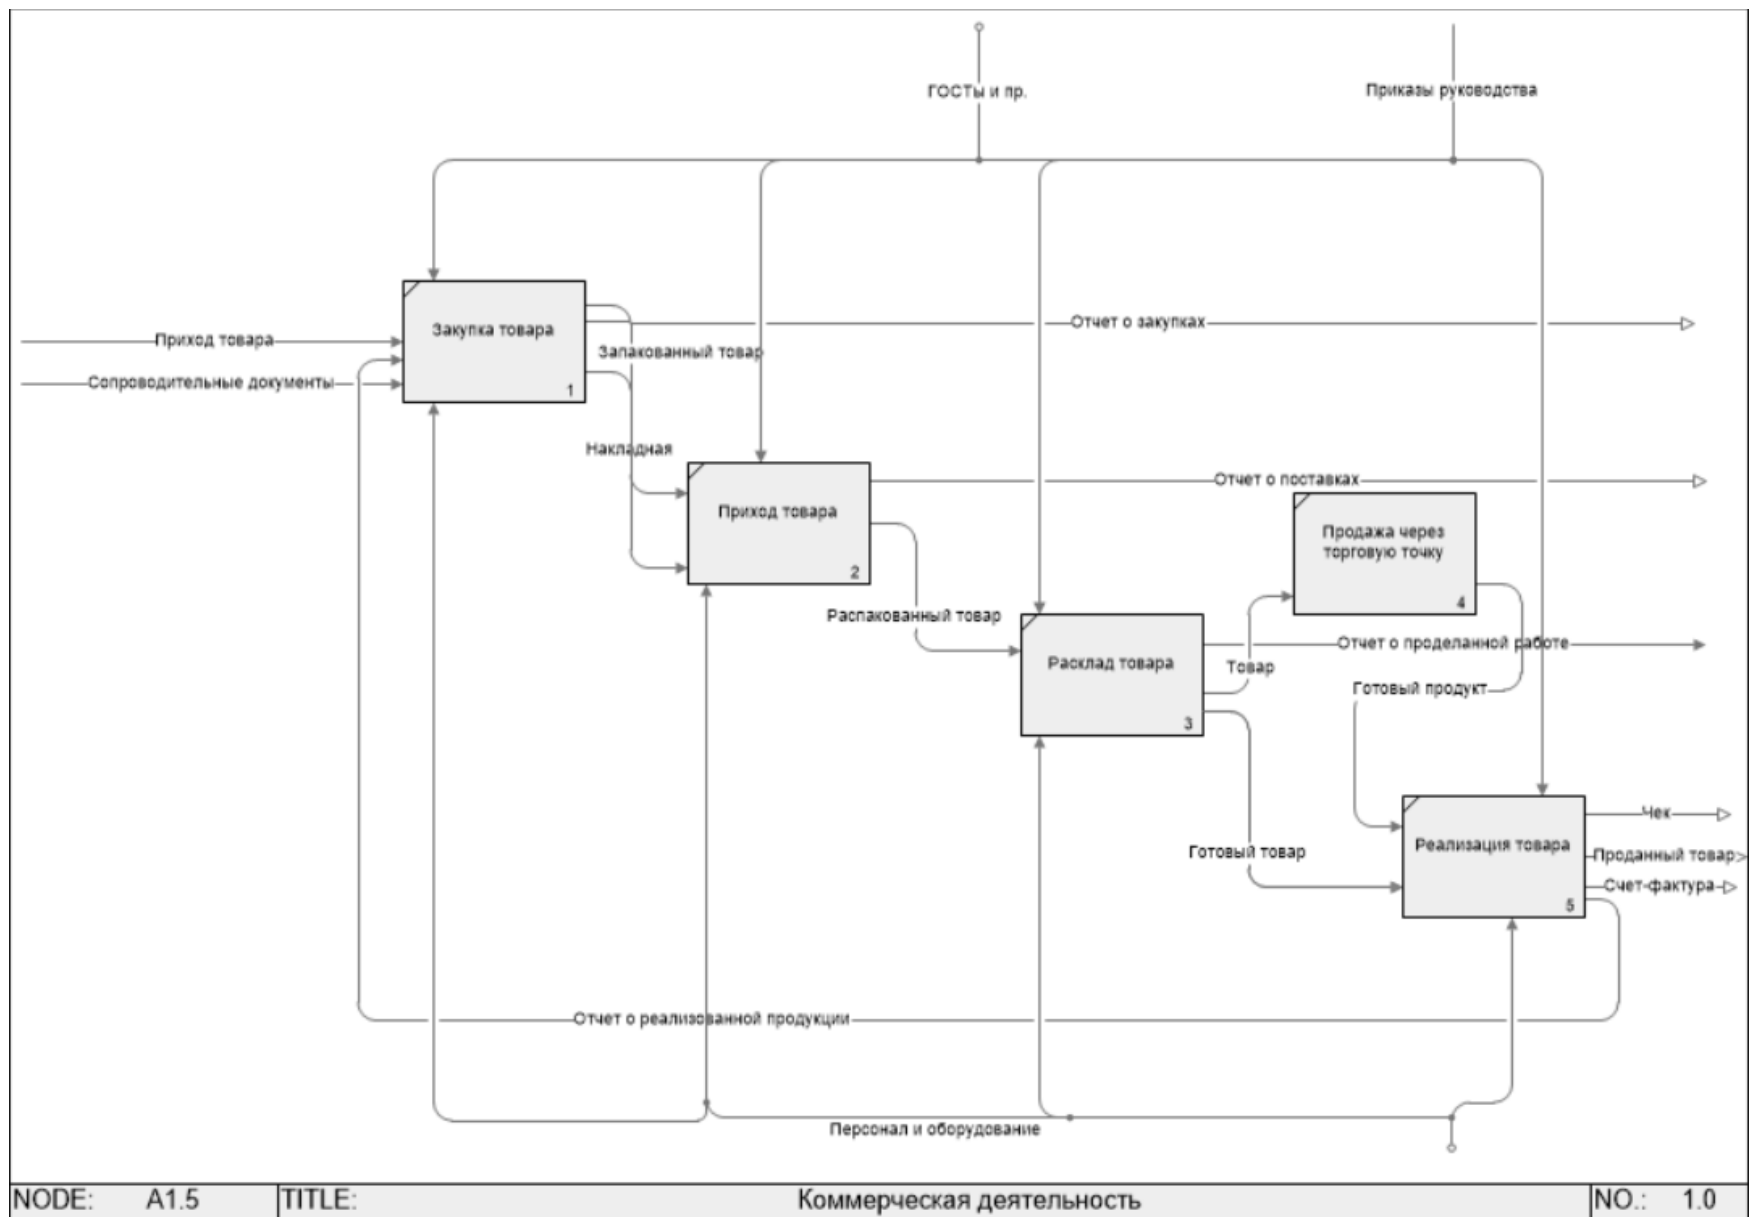 ГОСТы и пр.
Приказы руководства
Закупка товара
1
Приход товара
Сопроводительные документы
Отчет о закупках
Запакованный товар
Накладная
Приход товара
2
Отчет о поставках
Продажа через
торговую точку
4
Распакованный товар
Расклад товара
3
Отчет о проделанной работе
Товар
Готовый продукт
Готовый товар
Реализация товара
5
Чек
Проданный товар
Счет-фактура
Отчет о реализованной продукции
Персонал и оборудование
NODE: A1.5 TITLE: Коммерческая деятельность NO.: 1.0